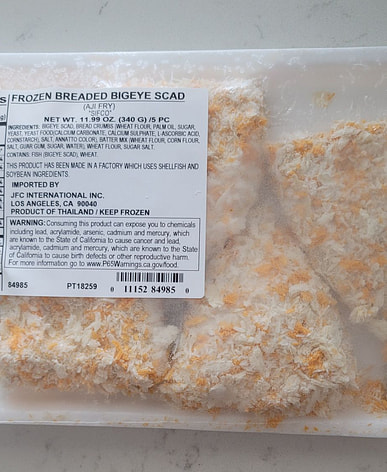 FROZEN BREADED BIGEYE SCAD
(AJI FRY)
"SIFCO"
NET WT. 11.99 OZ. (340 G) /5 PC
INGREDIENTS: BIGEYE SCAD, BREAD CRUMBS (WHEAT FLOUR, PALM OIL, SUGAR,
YEAST, YEAST FOOD(CALCIUM CARBONATE, CALCIUM SULPHATE, L-ASCORBIC ACID,
CORNSTARCH), SALT, ANNATTO COLOR), BATTER MIX (WHEAT FLOUR, CORN FLOUR,
SALT, GUAR GUM, SUGAR, WATER), WHEAT FLOUR, SUGAR SALT.
CONTAINS: FISH (BIGEYE SCAD), WHEAT.
THIS PRODUCT HAS BEEN MADE IN A FACTORY WHICH USES SHELLFISH AND
SOYBEAN INGREDIENTS.
IMPORTED BY
JFC INTERNATIONAL INC.
LOS ANGELES, CA 90040
PRODUCT OF THAILAND / KEEP FROZEN
WARNING: Consuming this product can expose you to chemicals
including lead, acrylamide, arsenic, cadmium and mercury, which
are known to the State of California to cause cancer and lead,
acrylamide, cadmium and mercury, which are known to the State
of California to cause birth defects or other reproductive harm.
For more information go to www.P65Warnings.ca.gov/food.
84985 PT18259 0 11152 84985 0